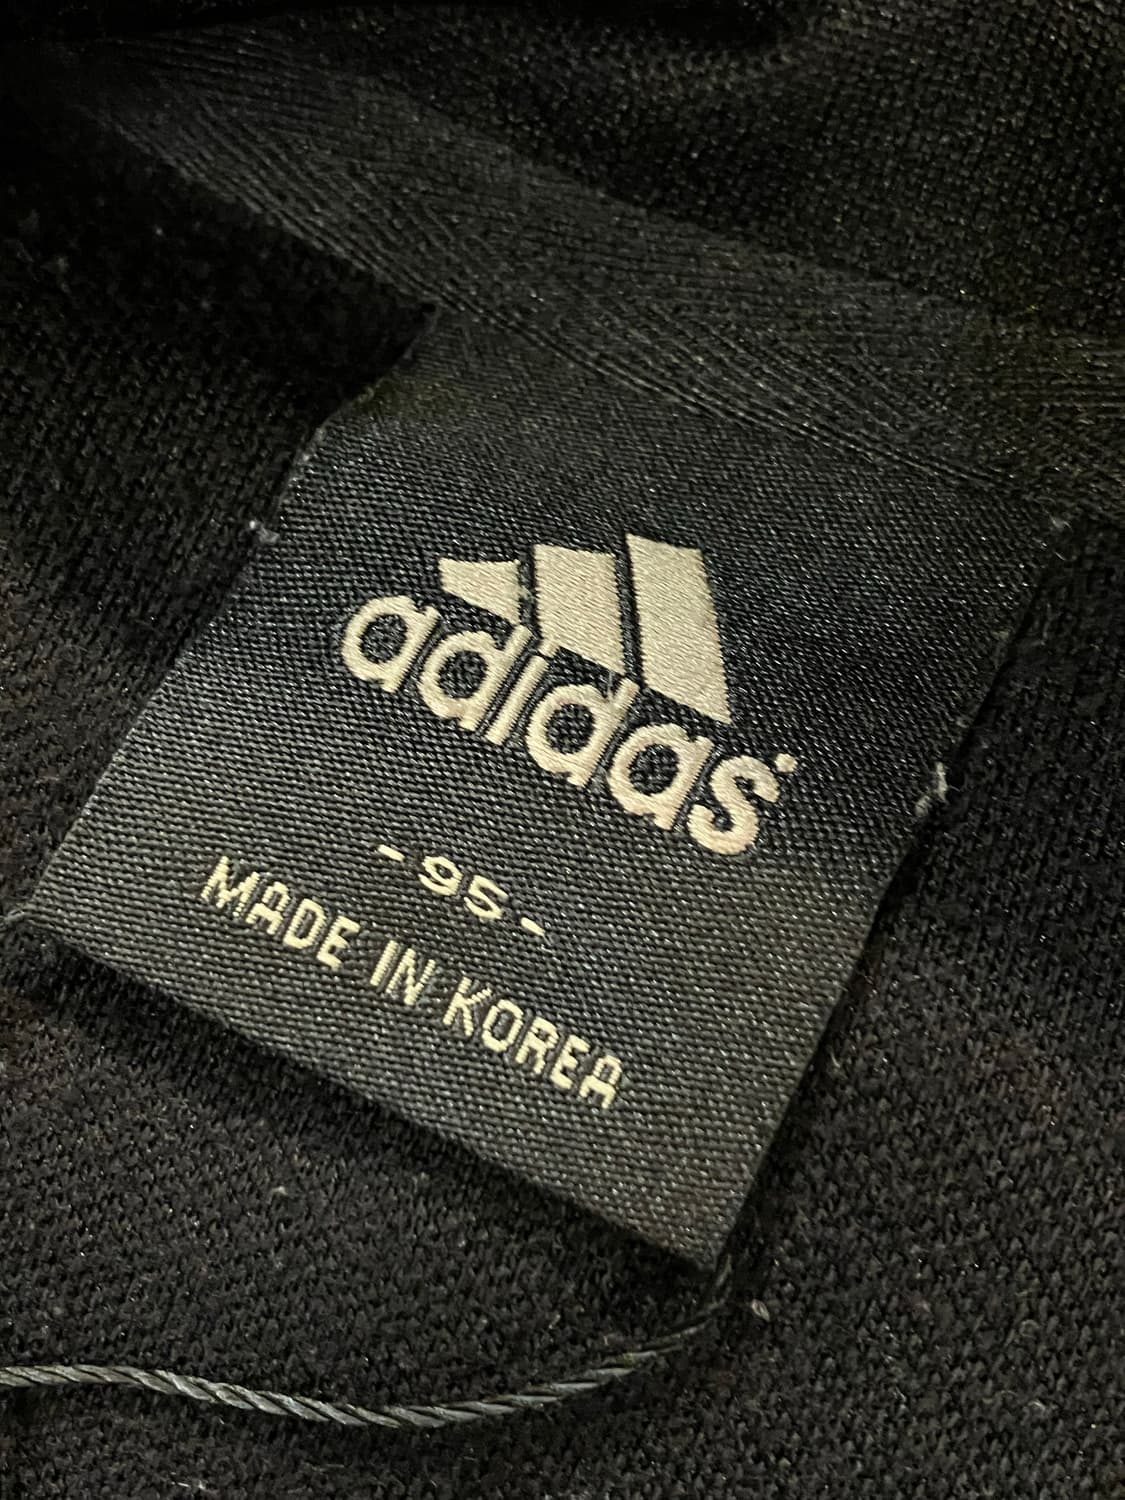 adidas
-95-
MADE IN KOREA